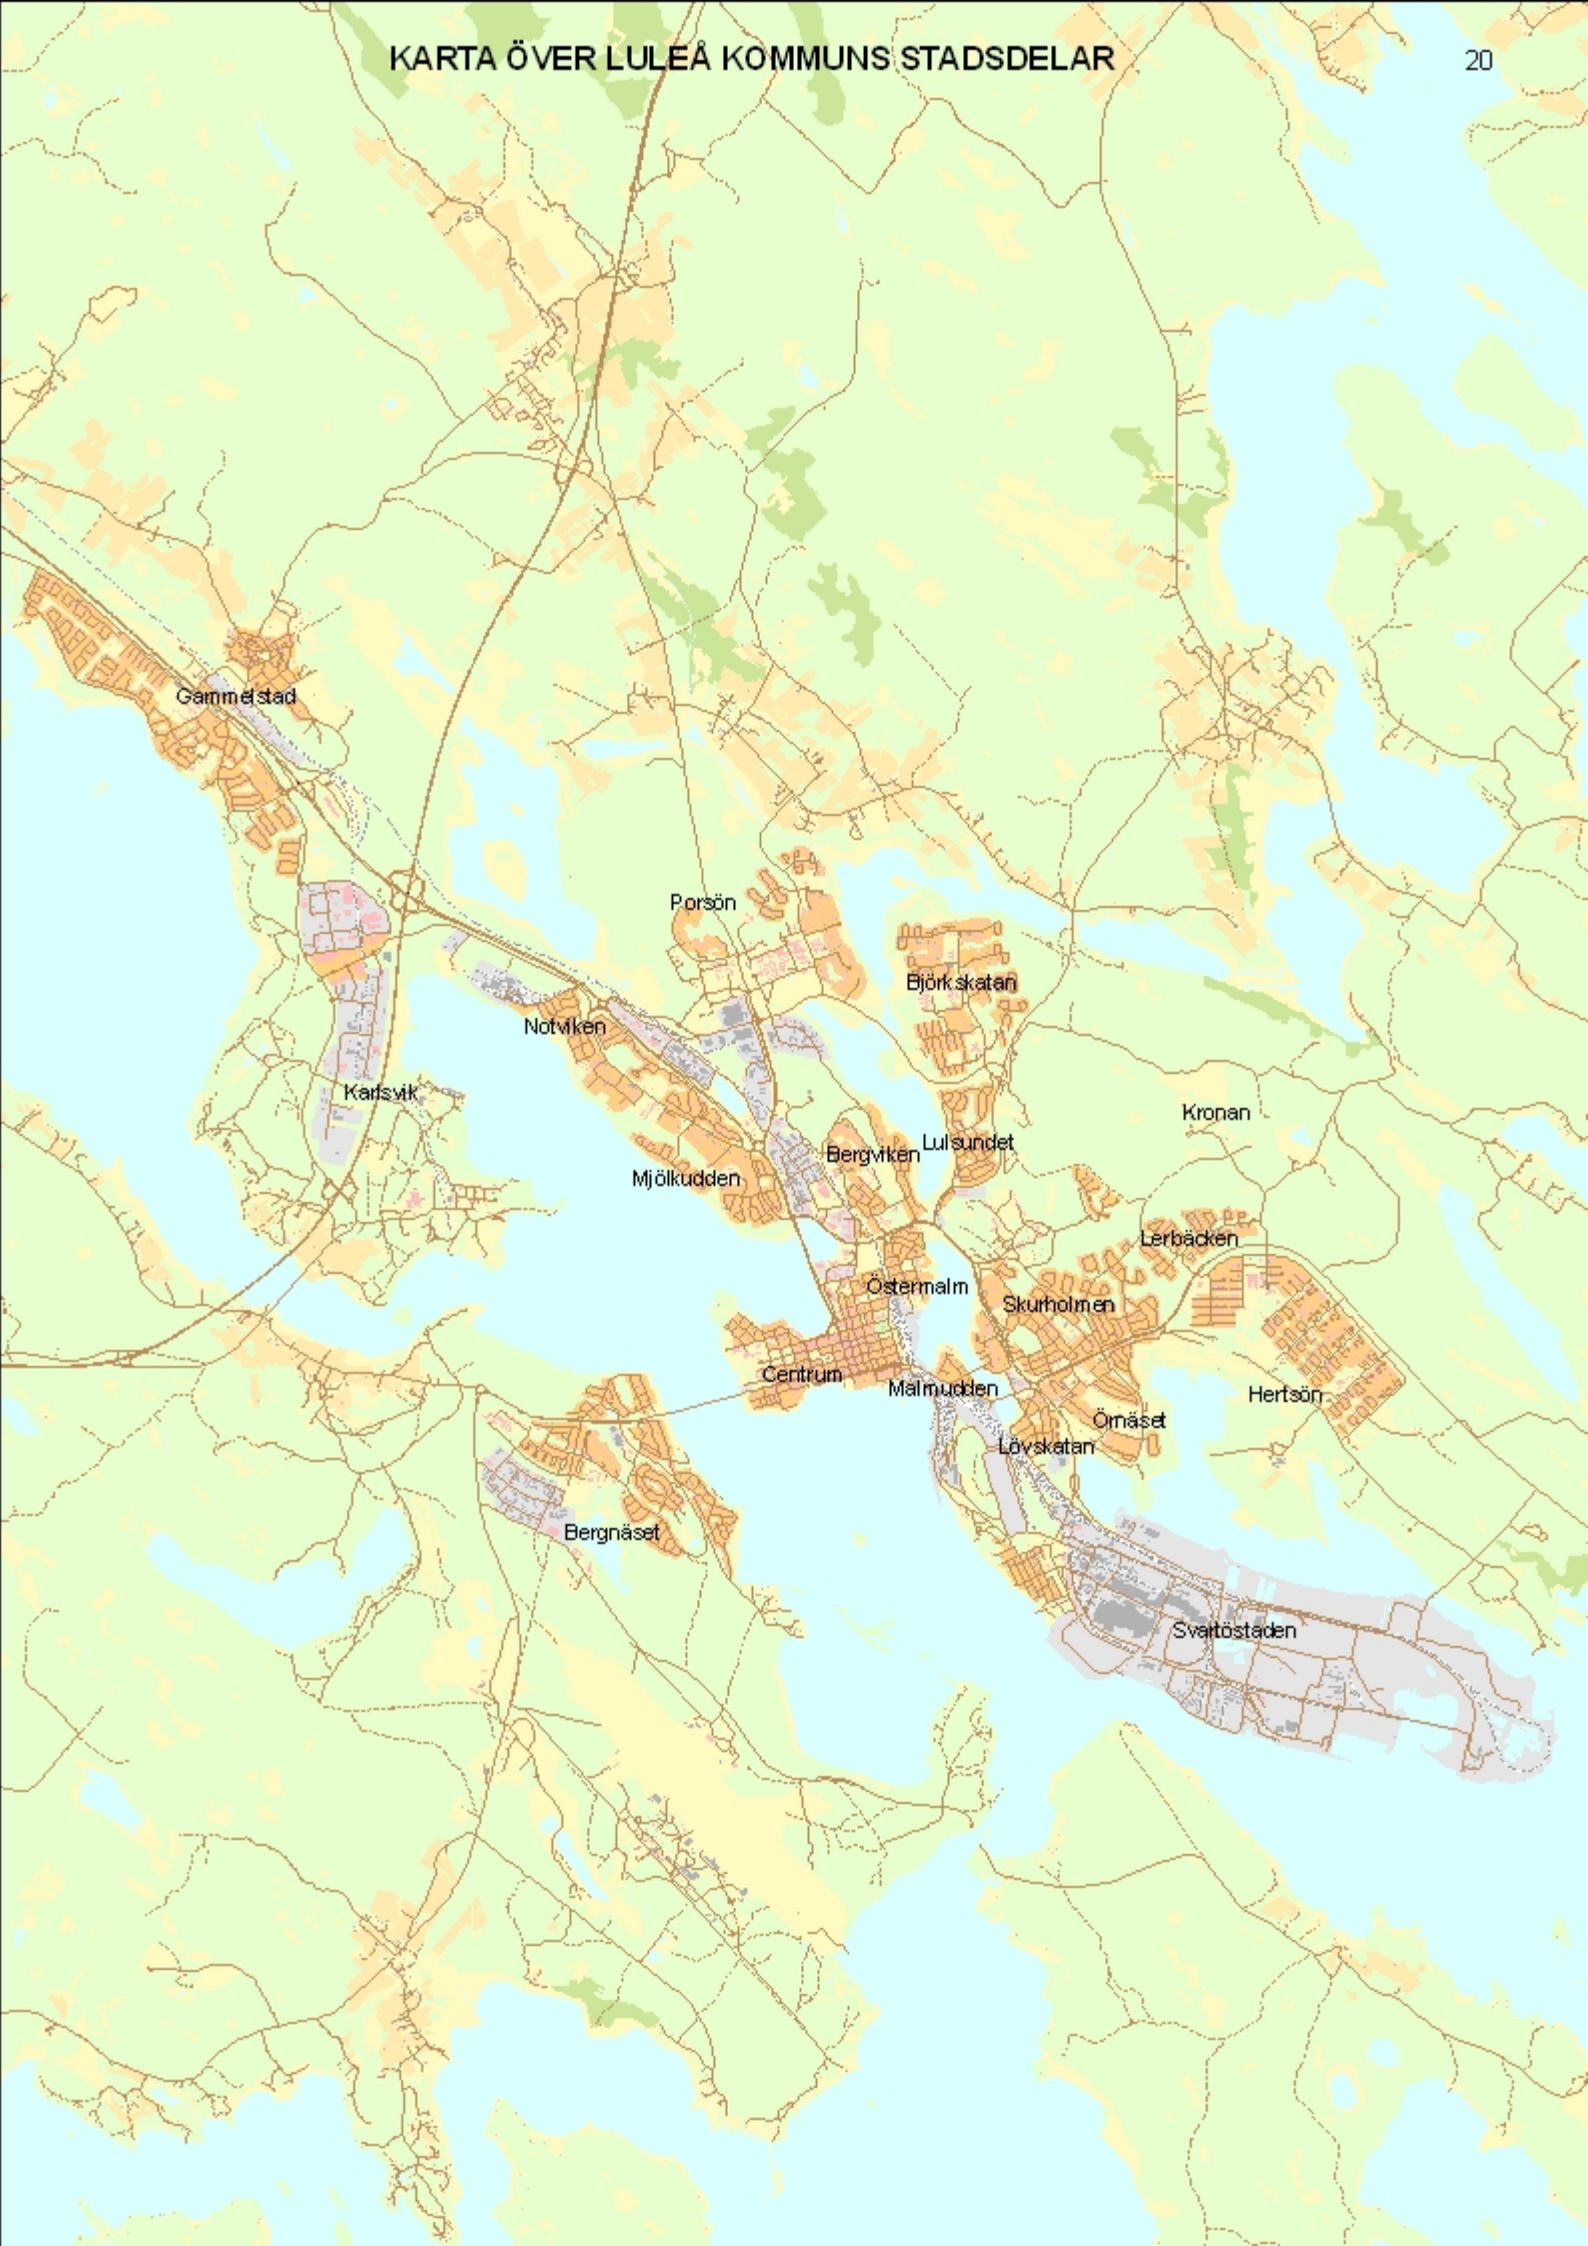 KARTA ÖVER LULEÅ KOMMUNS STADSDELAR
20
Gammelstad
Porsön
Björkskatan
Notviken
Karlsvik
Kronan
Lulsundet
Bergviken
Mjölkudden
Lerbäcken
Östermalm
Skurholmen
Centrum
Malmudden
Hertsön
Örnäset
Lövskatan
Bergnäset
Svartöstaden